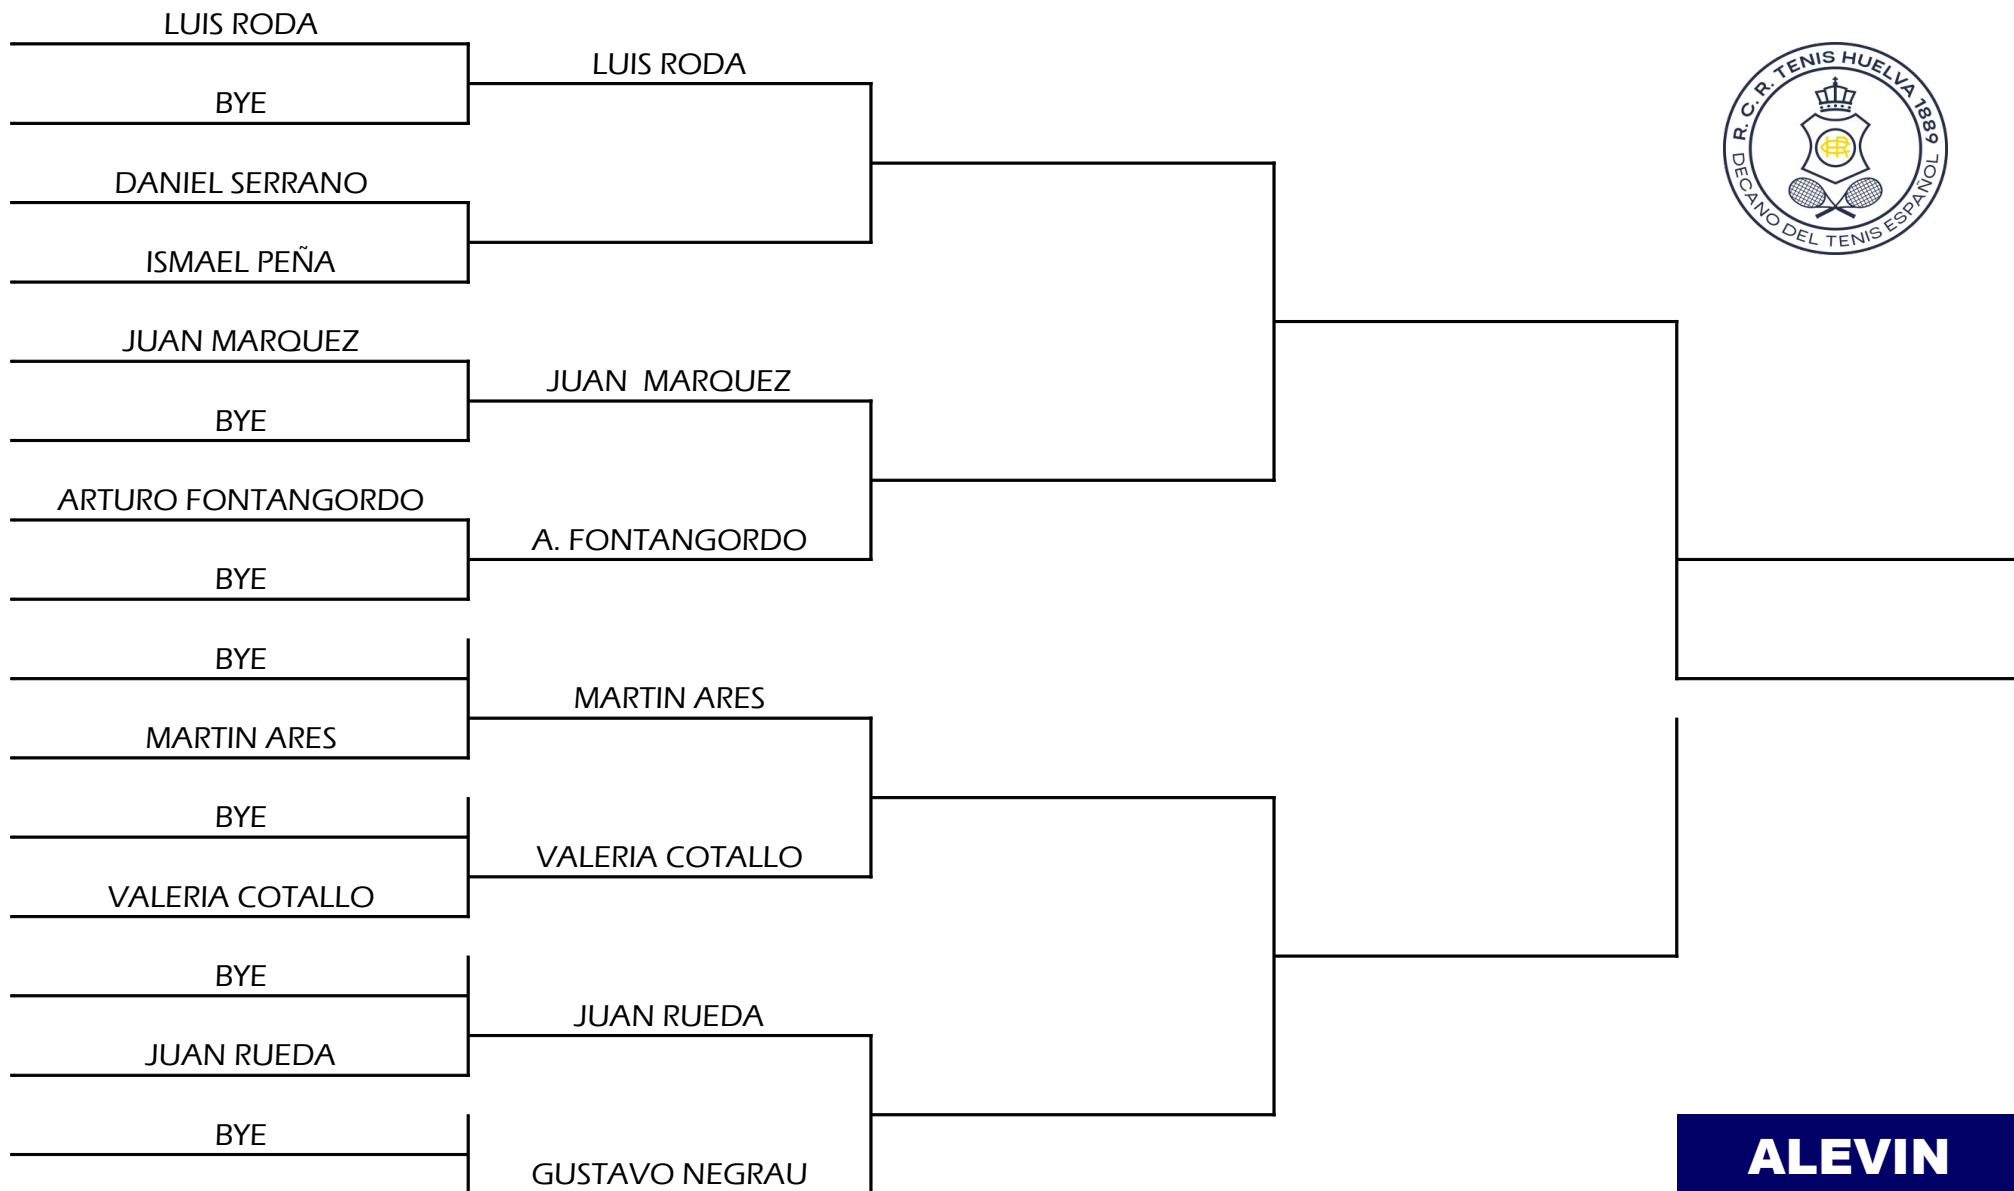 LUIS RODA
LUIS RODA
BYE
DANIEL SERRANO
ISMAEL PEÑA
JUAN MARQUEZ
JUAN  MARQUEZ
BYE
ARTURO FONTANGORDO
A. FONTANGORDO
BYE
BYE
MARTIN ARES
MARTIN ARES
BYE
VALERIA COTALLO
VALERIA COTALLO
BYE
JUAN RUEDA
JUAN RUEDA
BYE
GUSTAVO NEGRAU
R. C. R. TENIS HUELVA 1889
DECANO DEL TENIS ESPAÑOL
ALEVIN